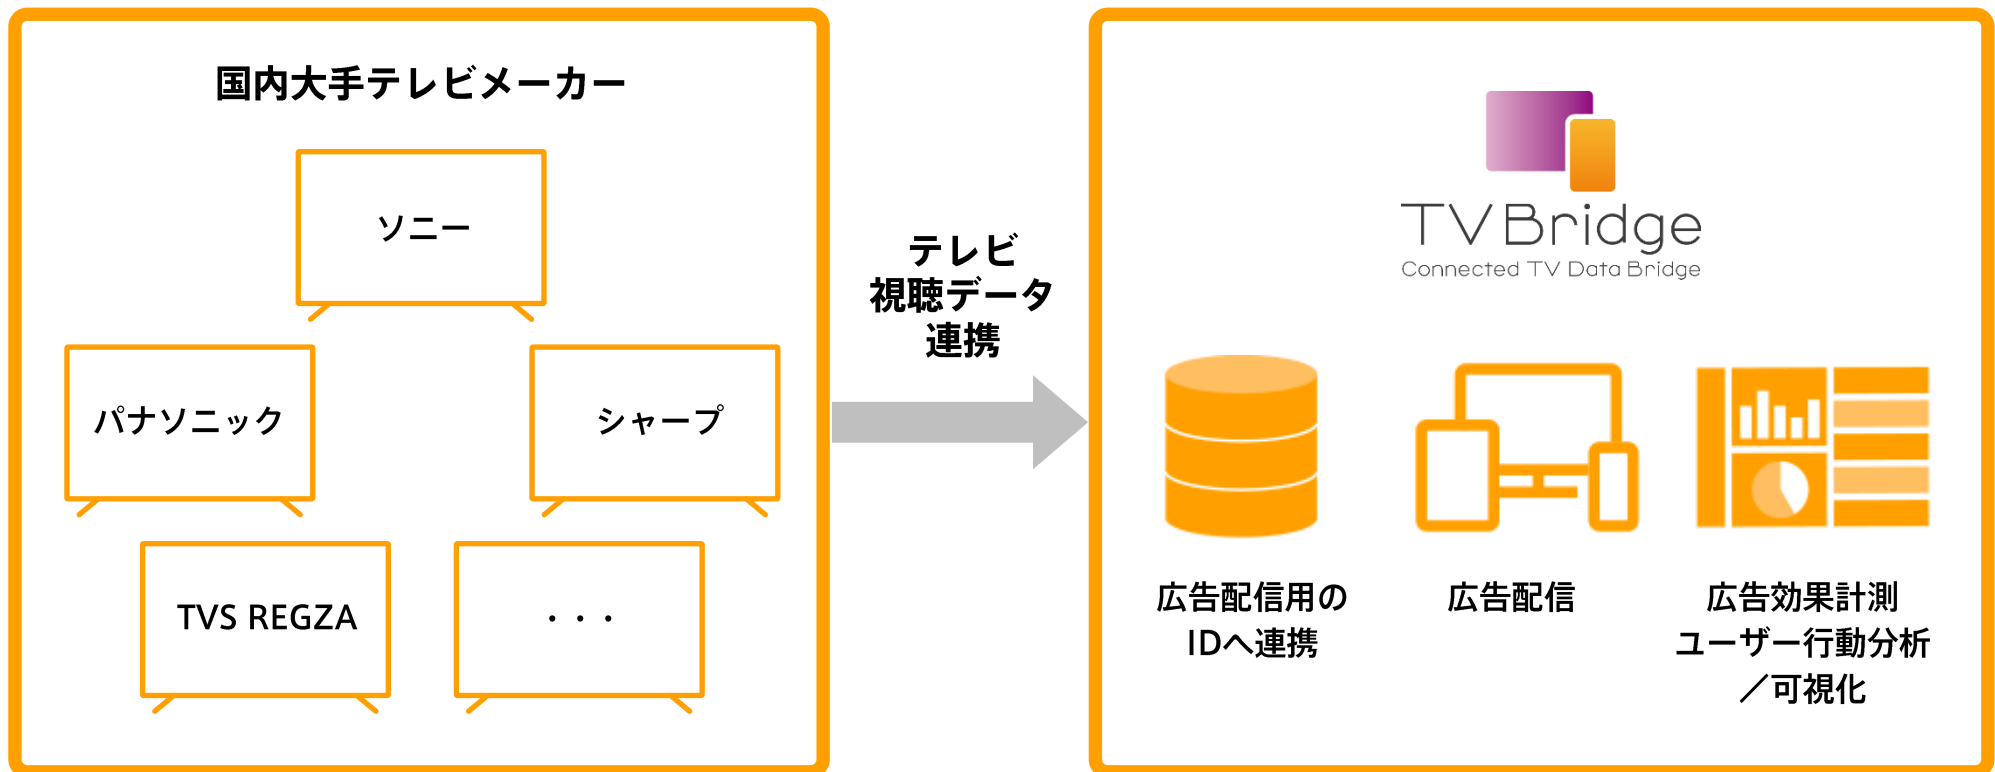 国内大手テレビメーカー
ソニー
パナソニック
シャープ
TVS REGZA
・・・
テレビ
視聴データ
連携
TVBridge
Connected TV Data Bridge
広告配信用の
IDへ連携
広告配信
広告効果計測
ユーザー行動分析
／可視化